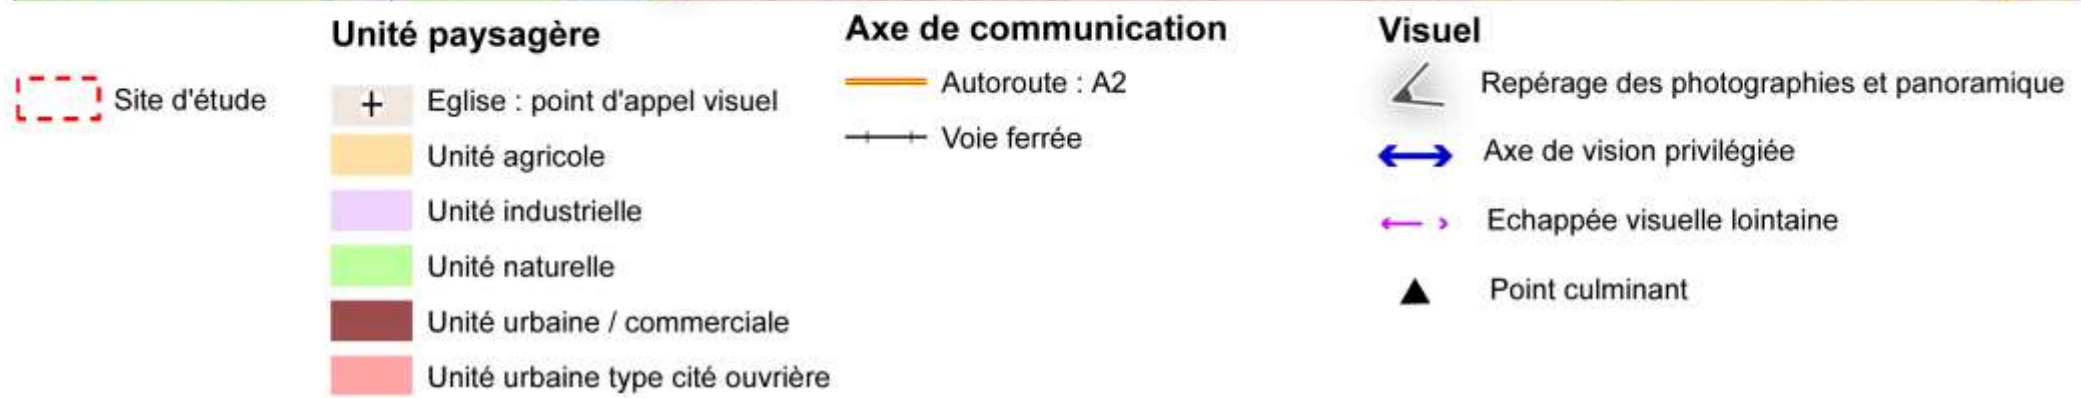 Site d'étude
Unité paysagère
Eglise : point d'appel visuel
Unité agricole
Unité industrielle
Unité naturelle
Unité urbaine / commerciale
Unité urbaine type cité ouvrière
Axe de communication
Autoroute : A2
Voie ferrée
Visuel
Repérage des photographies et panoramique
Axe de vision privilégiée
Echappée visuelle lointaine
Point culminant